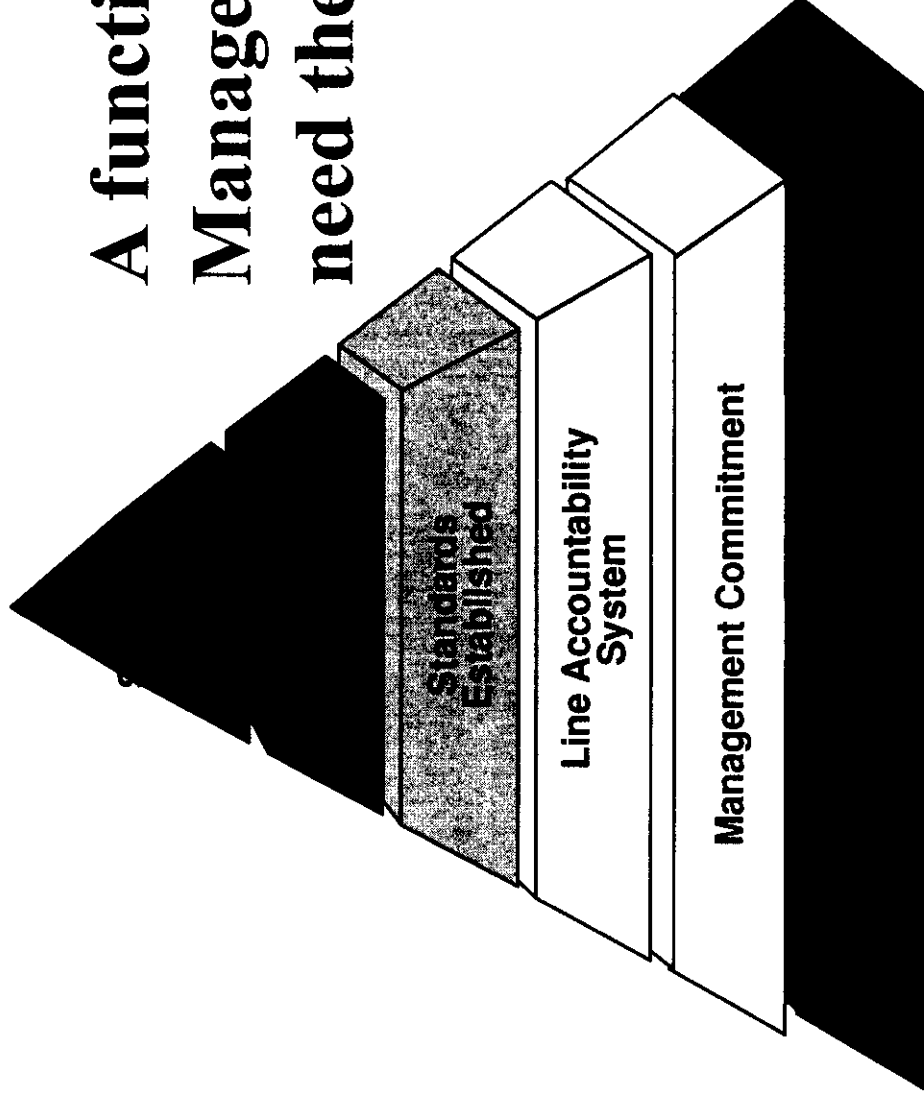 A functi
Manage
need the
Standards
Established
Line Accountability
System
Management Commitment